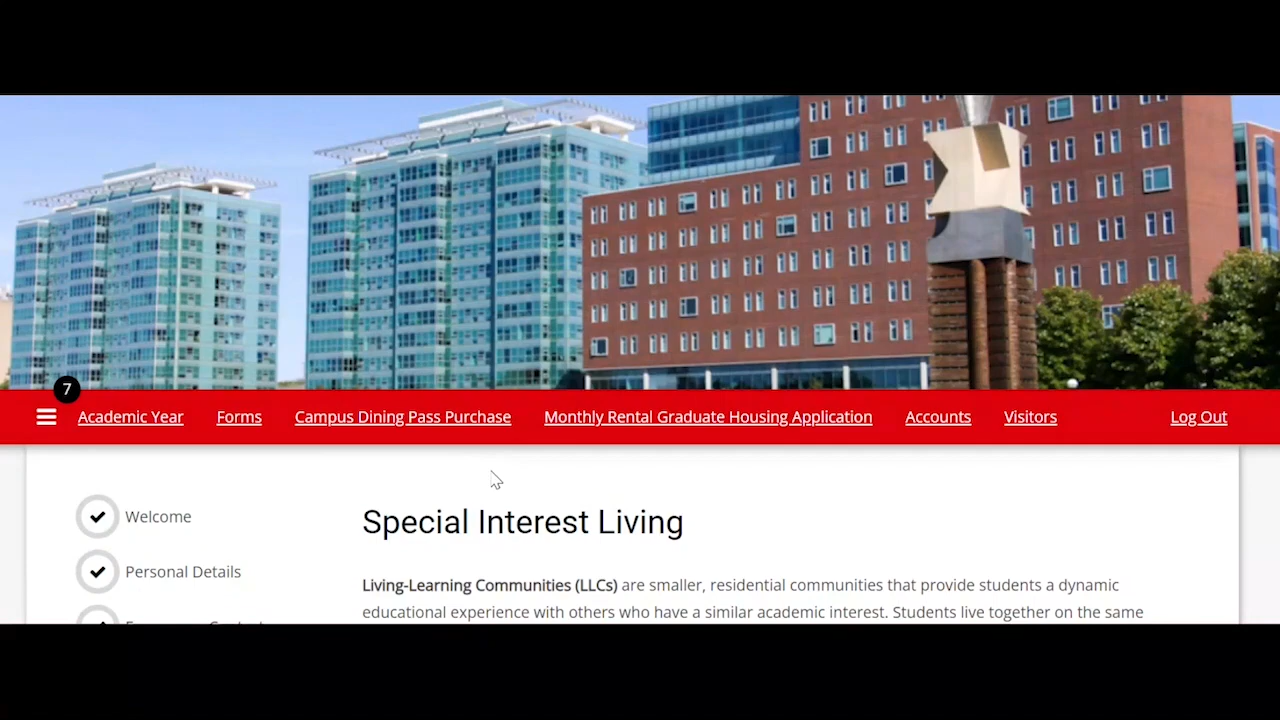 7
Academic Year Forms Campus Dining Pass Purchase Monthly Rental Graduate Housing Application Accounts Visitors Log Out
Welcome
Personal Details
Special Interest Living
Living-Learning Communities (LLCs) are smaller, residential communities that provide students a dynamic
educational experience with others who have a similar academic interest. Students live together on the same